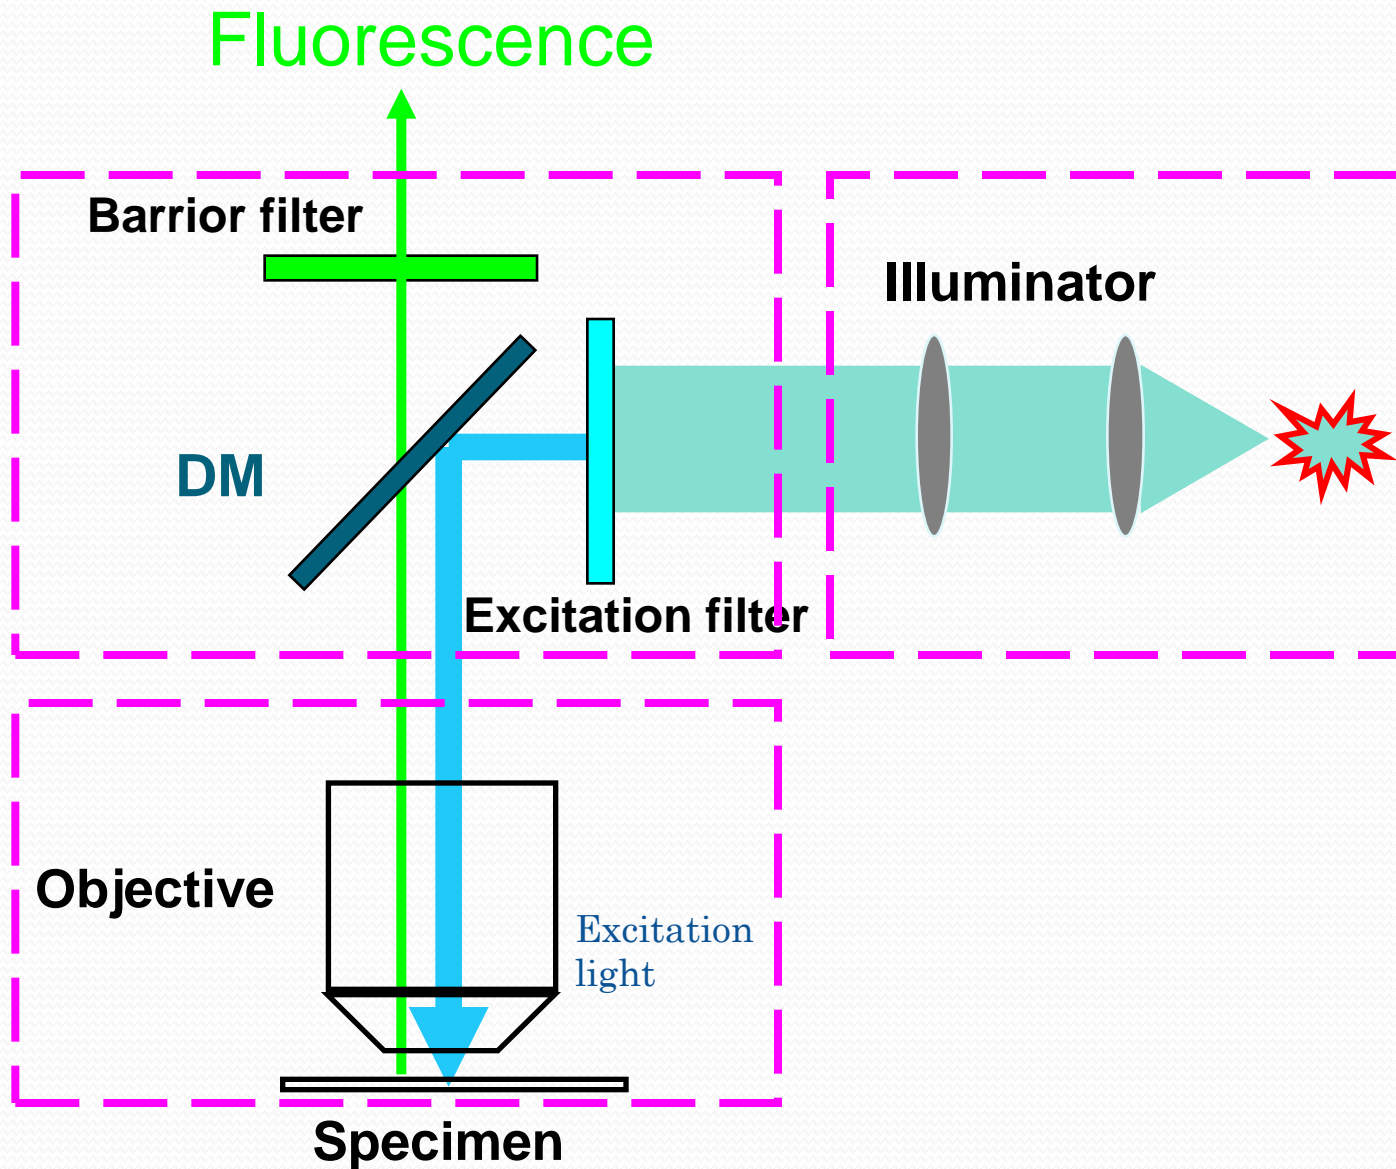 Fluorescence
Barrior filter
Illuminator
DM
Excitation filter
Objective
Excitation
light
Specimen